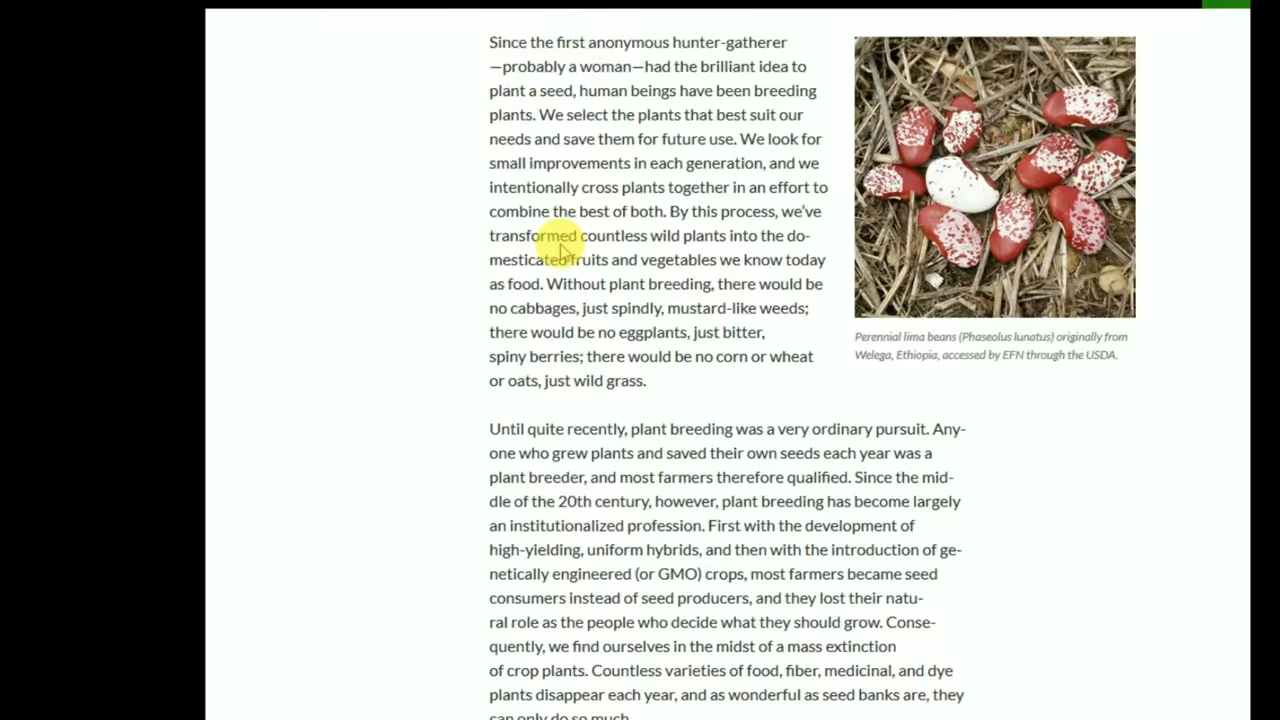 Since the first anonymous hunter-gatherer
—probably a woman—had the brilliant idea to
plant a seed, human beings have been breeding
plants. We select the plants that best suit our
needs and save them for future use. We look for
small improvements in each generation, and we
intentionally cross plants together in an effort to
combine the best of both. By this process, we’ve
transformed countless wild plants into the do-
mesticated fruits and vegetables we know today
as food. Without plant breeding, there would be
no cabbages, just spindly, mustard-like weeds;
there would be no eggplants, just bitter,
spiny berries; there would be no corn or wheat
or oats, just wild grass.
Perennial lima beans (Phaseolus lunatus) originally from
Welega, Ethiopia, accessed by EFN through the USDA.
Until quite recently, plant breeding was a very ordinary pursuit. Any-
one who grew plants and saved their own seeds each year was a
plant breeder, and most farmers therefore qualified. Since the mid-
dle of the 20th century, however, plant breeding has become largely
an institutionalized profession. First with the development of
high-yielding, uniform hybrids, and then with the introduction of ge-
netically engineered (or GMO) crops, most farmers became seed
consumers instead of seed producers, and they lost their natu-
ral role as the people who decide what they should grow. Conse-
quently, we find ourselves in the midst of a mass extinction
of crop plants. Countless varieties of food, fiber, medicinal, and dye
plants disappear each year, and as wonderful as seed banks are, they
can only do so much.